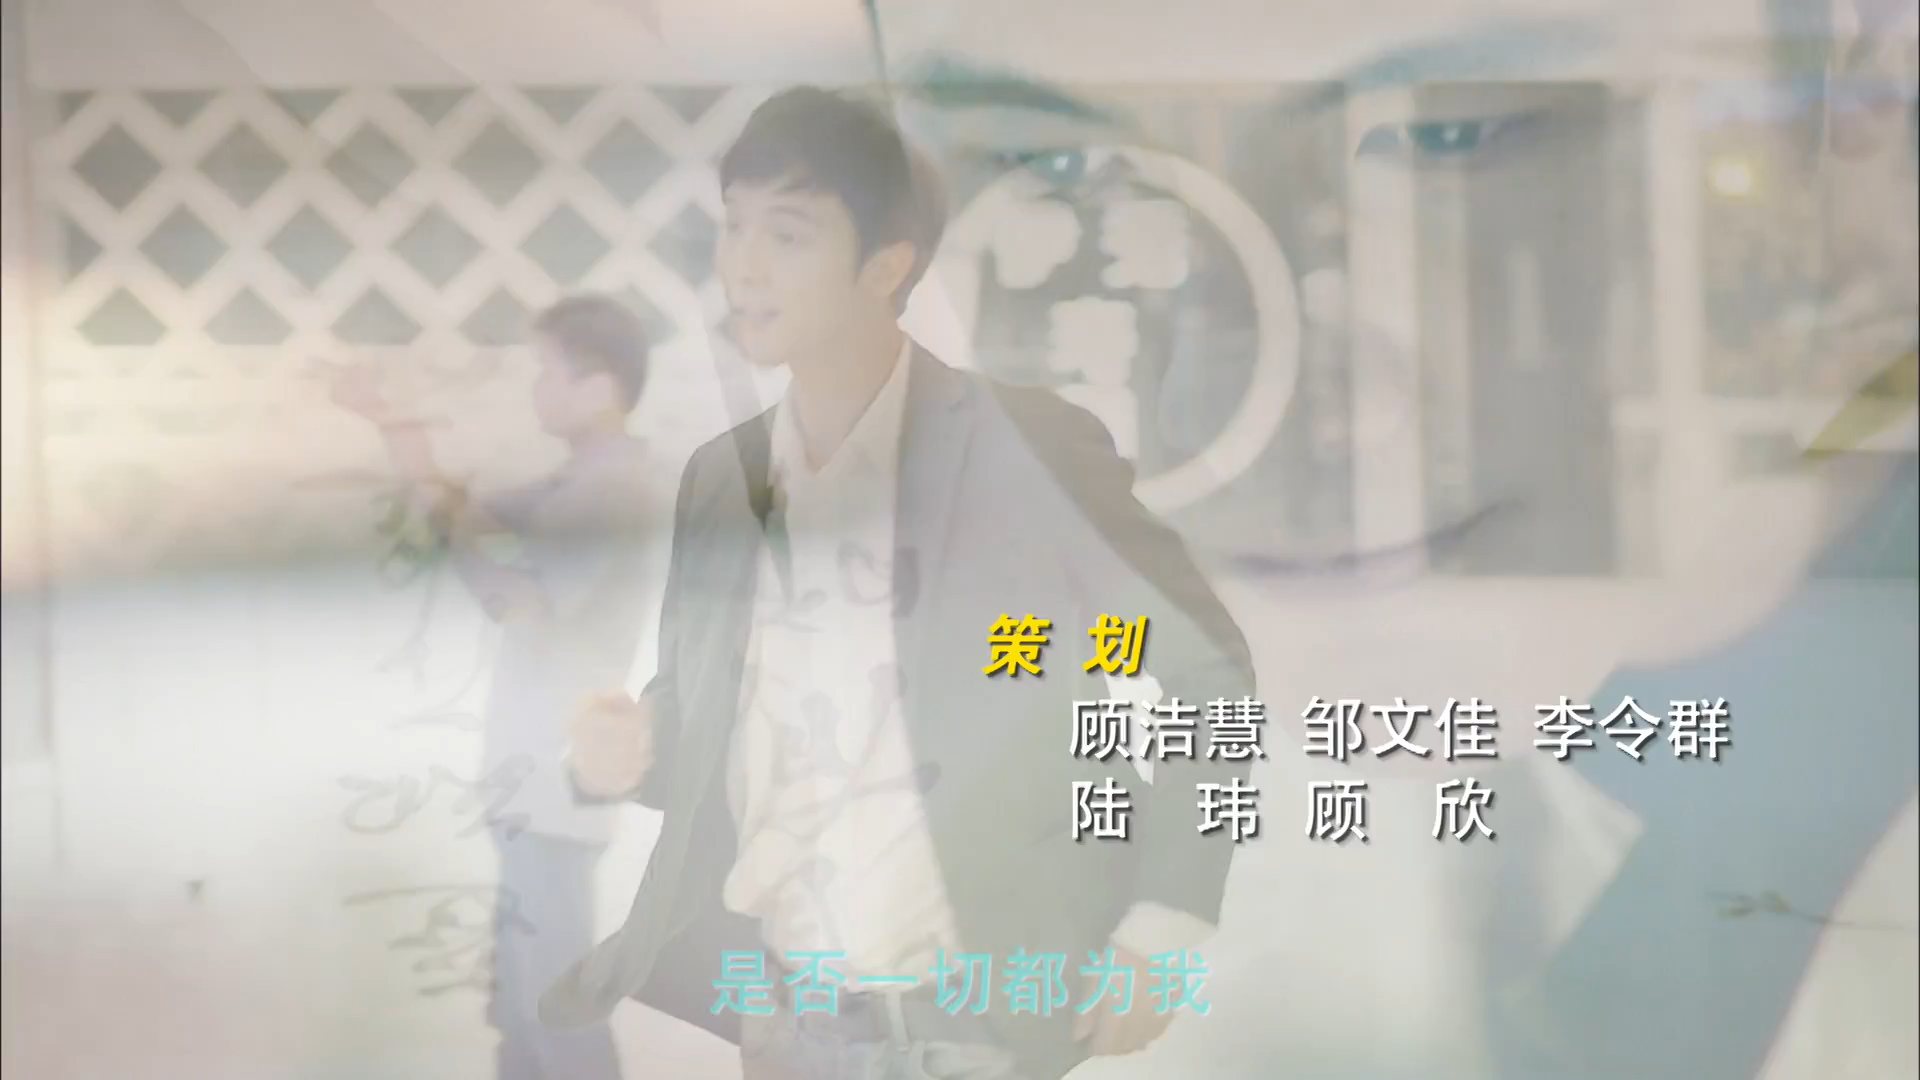 策 划
顾洁慧 邹文佳 李令群
陆 玮 顾 欣
是否一切都为我